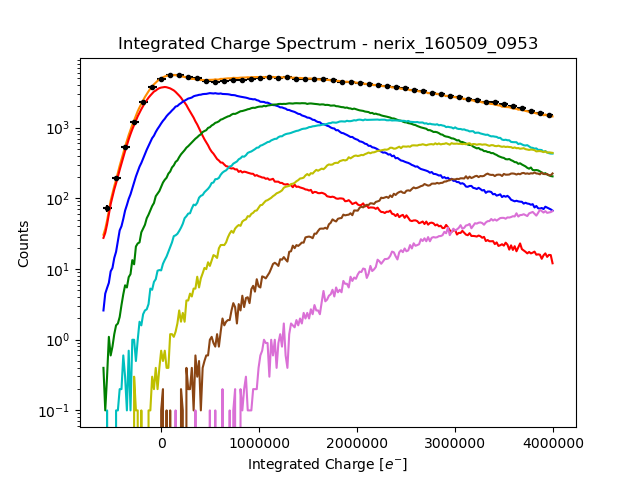 Integrated Charge Spectrum - nerix_160509_0953
Counts
10³
10²
10¹
10⁰
10⁻¹
0 1000000 2000000 3000000 4000000
Integrated Charge [e⁻]